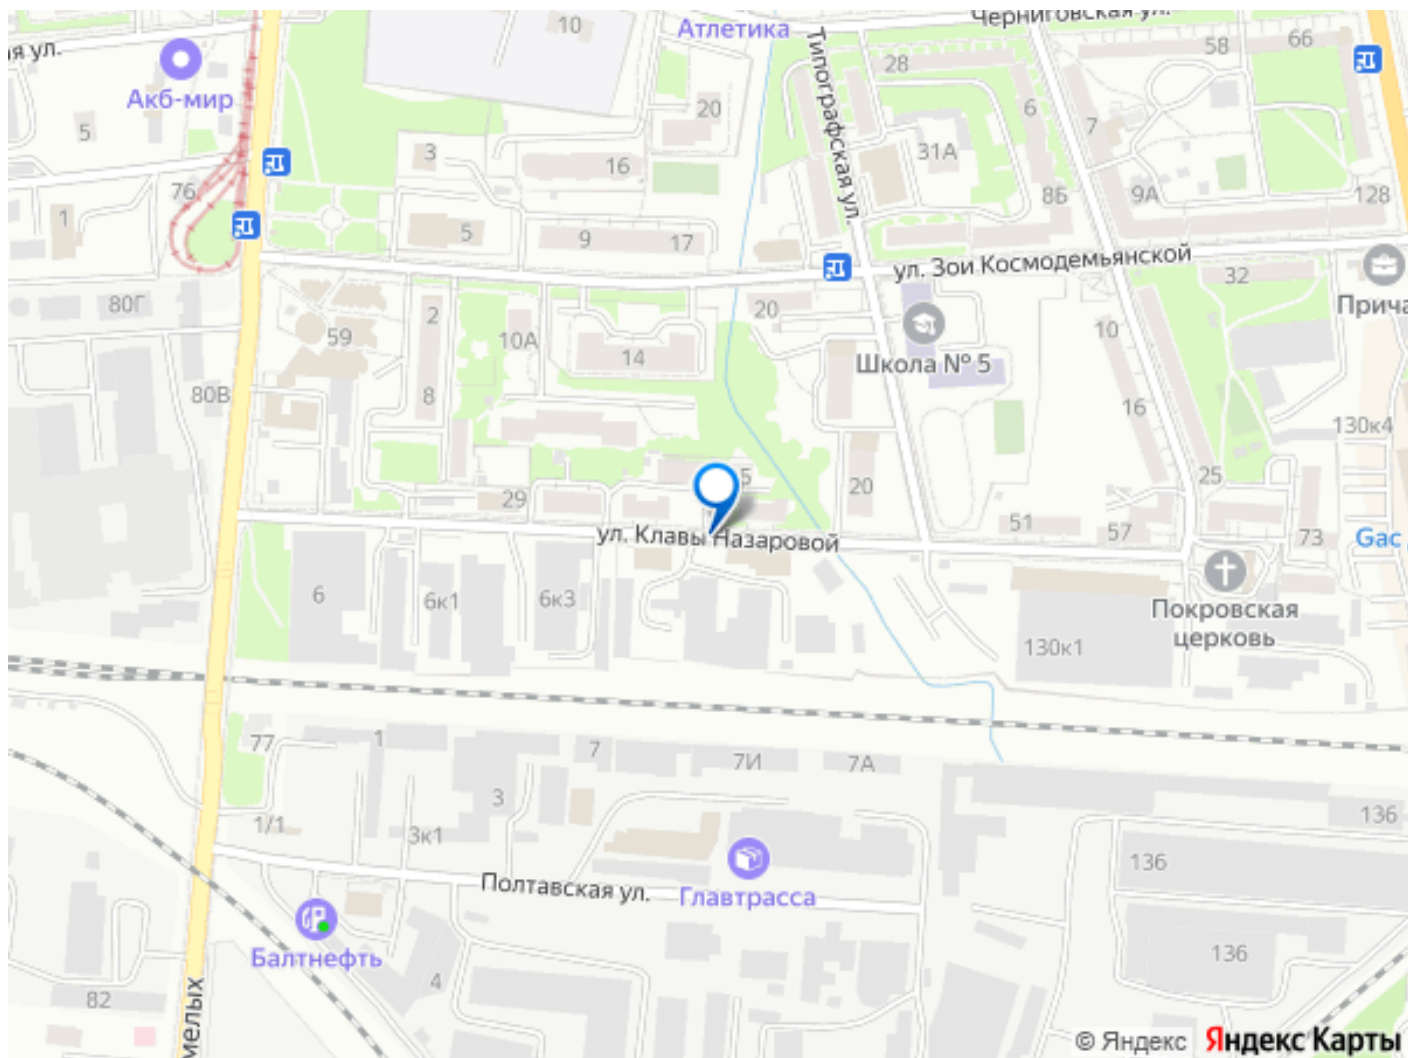 10
Атлетика
Черниговская ул.
ая ул.
Акб-мир
Типографская ул.
28
58
66
5
20
6
7
3
16
31А
76
8Б
9А
128
1
5
9
17
ул. Зои Космодемьянской
32
80Г
2
20
Прича
59
10А
14
Школа № 5
10
80В
8
16
130к4
29
5
20
25
ул. Клавы Назаровой
51
57
73
Gac
6
6к1
6к3
Покровская
церковь
130к1
77
1
7
7И
7А
3
136
1/1
3к1
136
Полтавская ул.
Главтрасса
Балтнефть
4
136
82
мелых
© Яндекс
Яндекс Карты